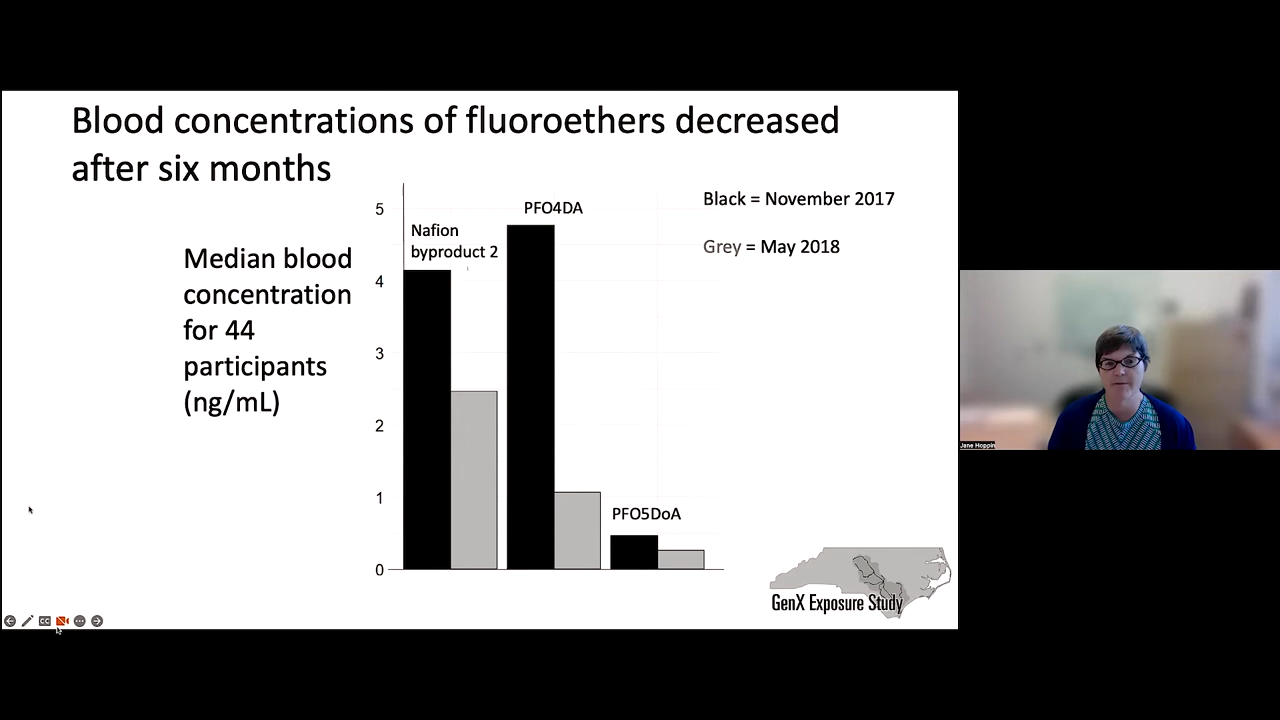 Blood concentrations of fluoroethers decreased
after six months
Median blood
concentration
for 44
participants
(ng/mL)
5
4
3
2
1
0
Nafion
byproduct 2
PFO4DA
PFO5DoA
Black = November 2017
Grey = May 2018
GenX Exposure Study
CC
Jane Hoppin